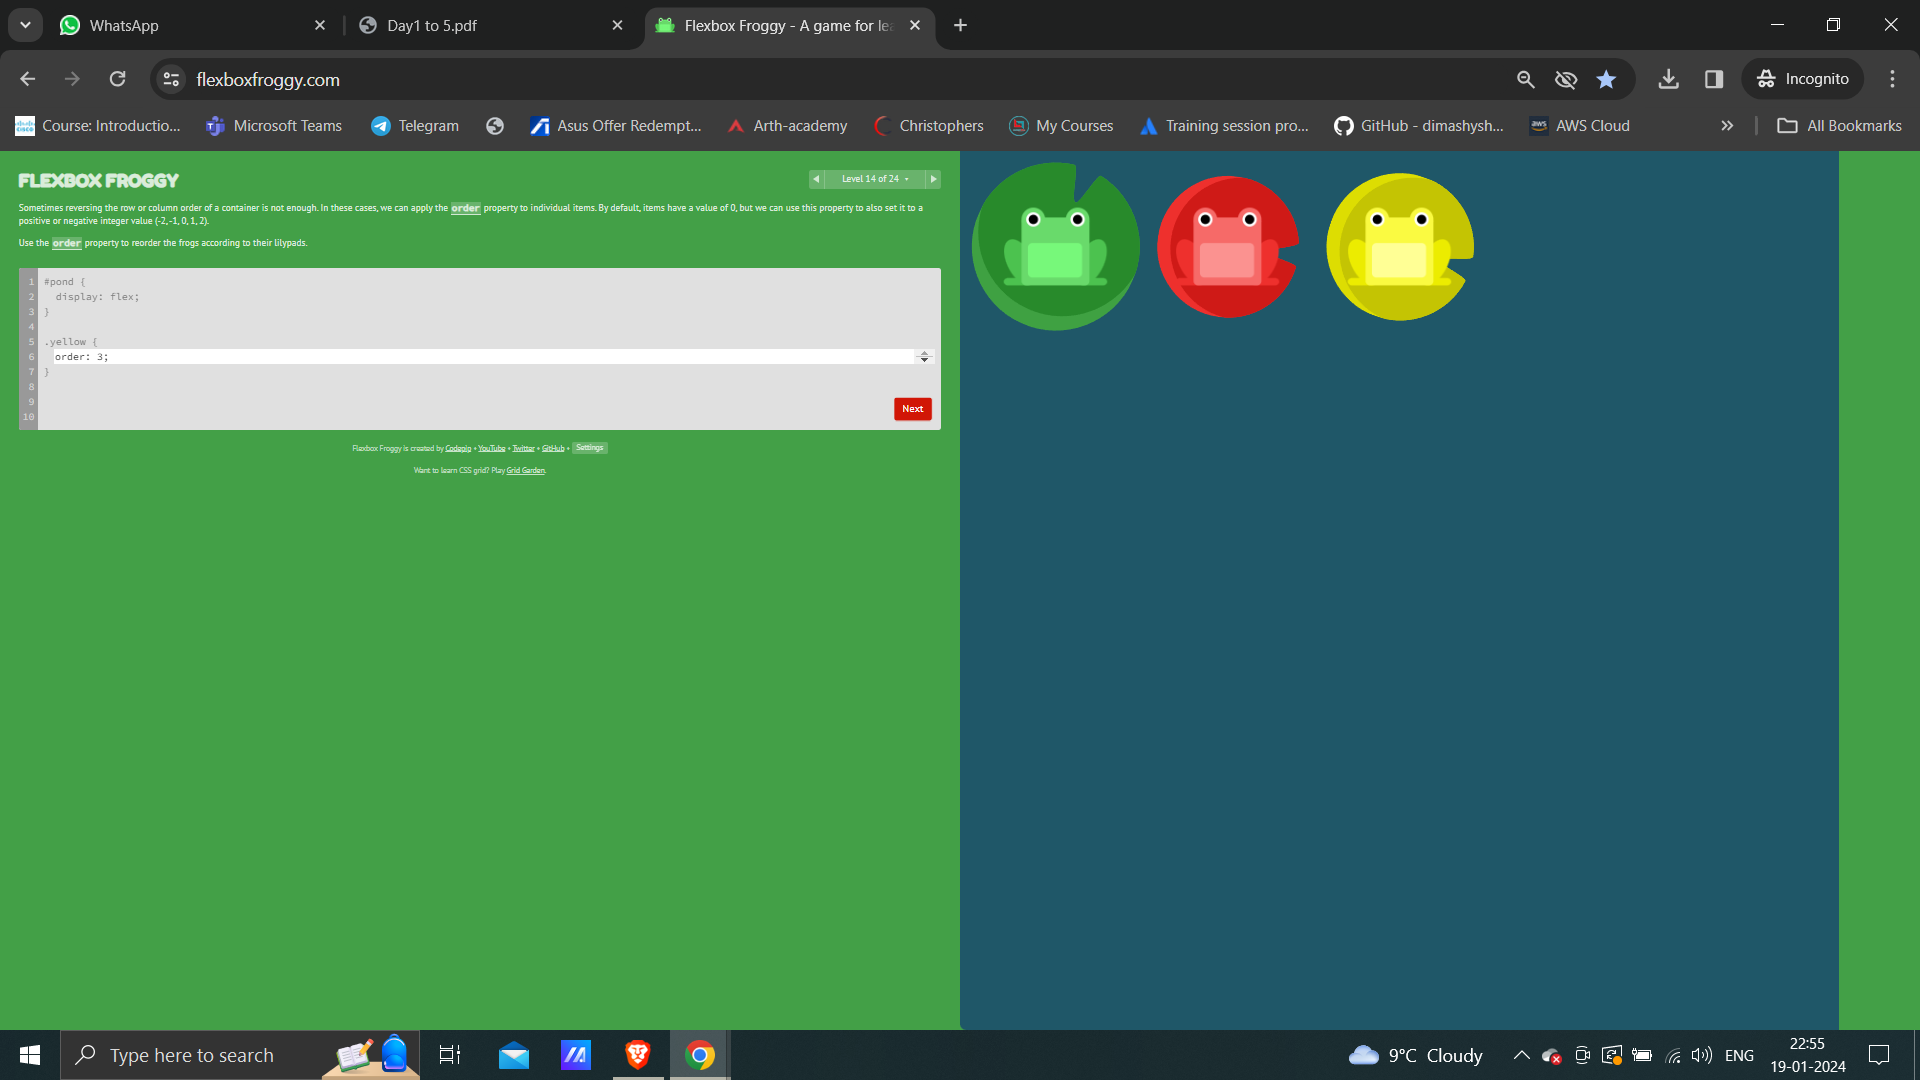 WhatsApp
Day1 to 5.pdf
Flexbox Froggy - A game for lea
flexboxfroggy.com
Incognito
Course: Introductio...
Microsoft Teams
Telegram
Asus Offer Redempt...
Arth-academy
Christophers
My Courses
Training session pro...
GitHub - dimashysh...
AWS Cloud
All Bookmarks
FLEXBOX FROGGY
Level 14 of 24
Sometimes reversing the row or column order of a container is not enough. In these cases, we can apply the order property to individual items. By default, items have a value of 0, but we can use this property to also set it to a
positive or negative integer value (-2, -1, 0, 1, 2).
Use the order property to reorder the frogs according to their lilypads.
1 #pond {
2 display: flex;
3 }
4
5 .yellow {
6 order: 3;
7 }
8
9
10
Next
Flexbox Froggy is created by Codepip • YouTube • Twitter • GitHub • Settings
Want to learn CSS grid? Play Grid Garden.
Type here to search
9°C Cloudy
ENG
22:55
19-01-2024